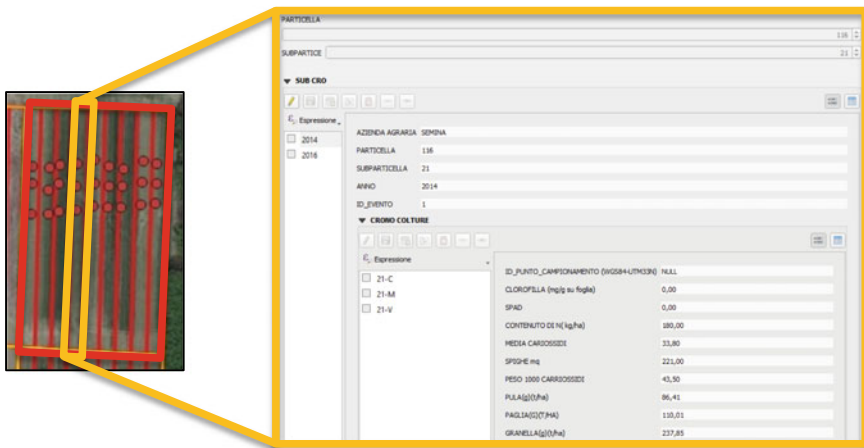 PARTICELLA
116
SUBPARTICE
21
SUB CRO
Espressione
2014
2016
AZIENDA AGRARIA SEMINA
PARTICELLA 116
SUBPARTICELLA 21
ANNO 2014
ID_EVENTO 1
CRONO COLTURE
Espressione
21-C
21-M
21-V
ID_PUNTO_CAMPIONAMENTO (WGS84-UTM33N) NULL
CLOROFILLA (mg/g su foglia) 0,00
SPAD 0,00
CONTENUTO DI N( kg/ha) 180,00
MEDIA CARIOSSIDI 33,80
SPIGHE mq 221,00
PESO 1000 CARRIOSSIDI 43,50
PULA(g)(t/ha) 86,41
PAGLIA(G)(T/HA) 110,01
GRANELLA(g)(t/ha) 237,85